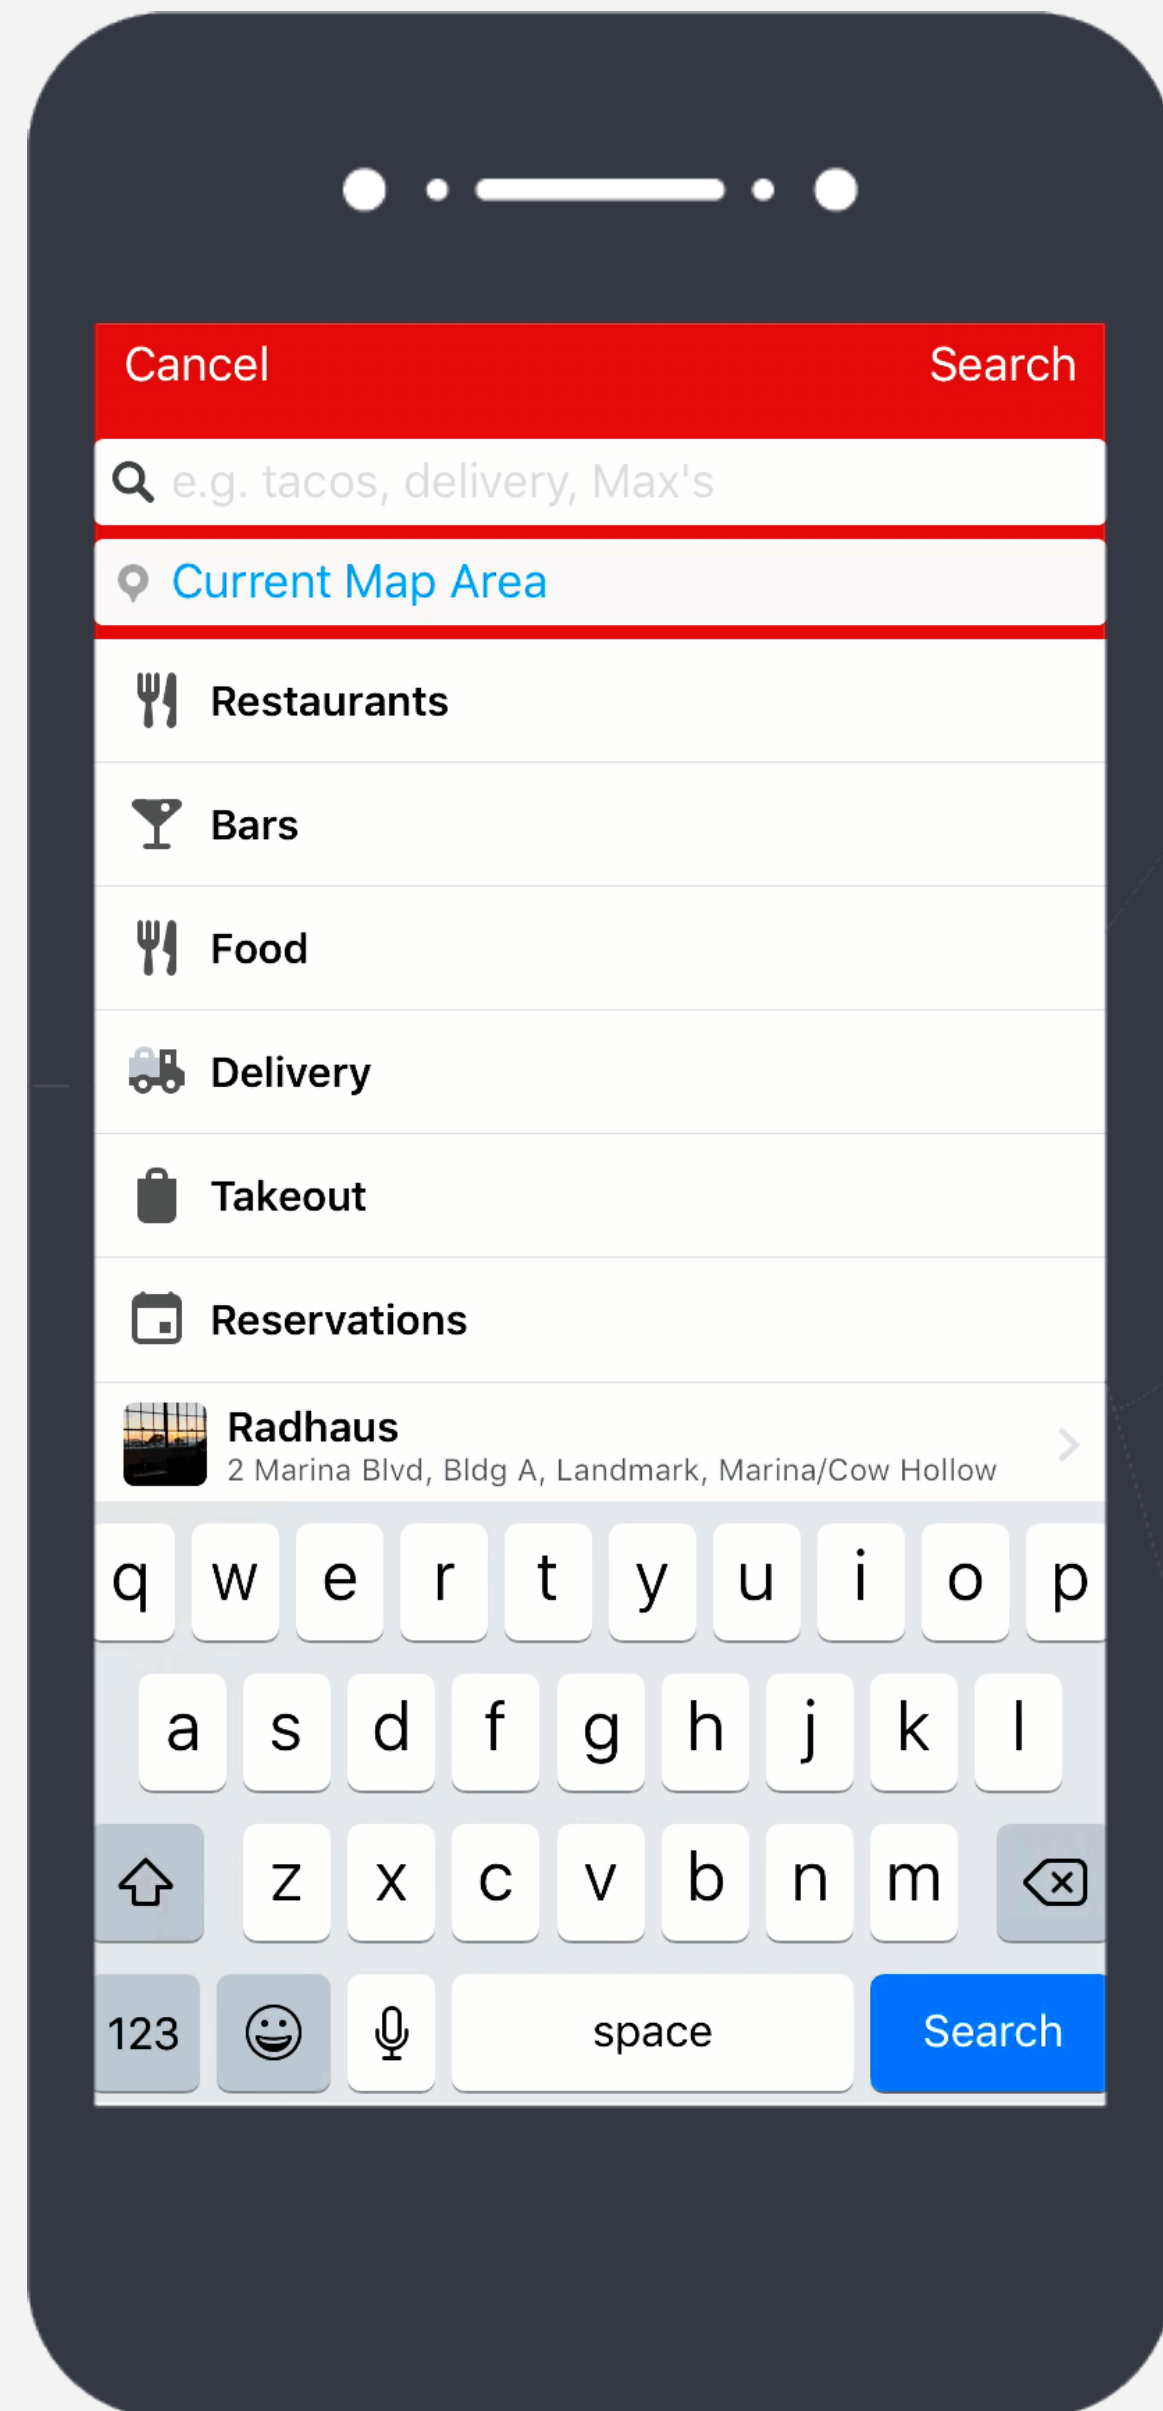 Cancel Search
e.g. tacos, delivery, Max's
Current Map Area
Restaurants
Bars
Food
Delivery
Takeout
Reservations
Radhaus
2 Marina Blvd, Bldg A, Landmark, Marina/Cow Hollow
q w e r t y u i o p
a s d f g h j k l
z x c v b n m
123 space Search